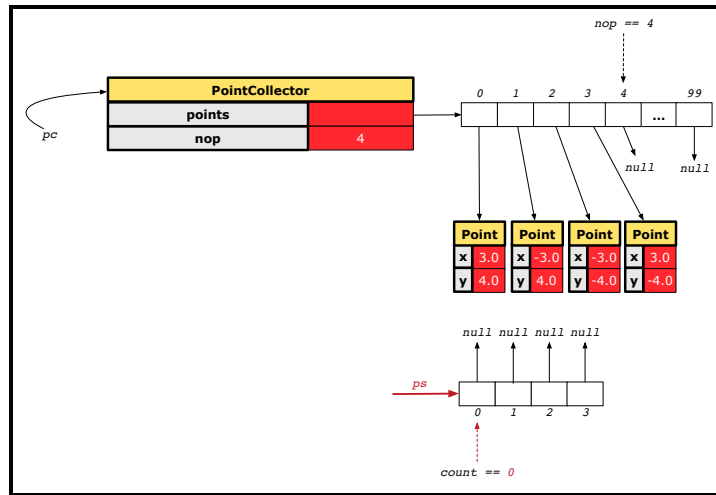 nop == 4
PointCollector
points
nop 4
pc
0 1 2 3 4 99
...
null null
Point Point Point Point
x 3.0 x -3.0 x -3.0 x 3.0
y 4.0 y 4.0 y -4.0 y -4.0
null null null null
ps
0 1 2 3
count == 0